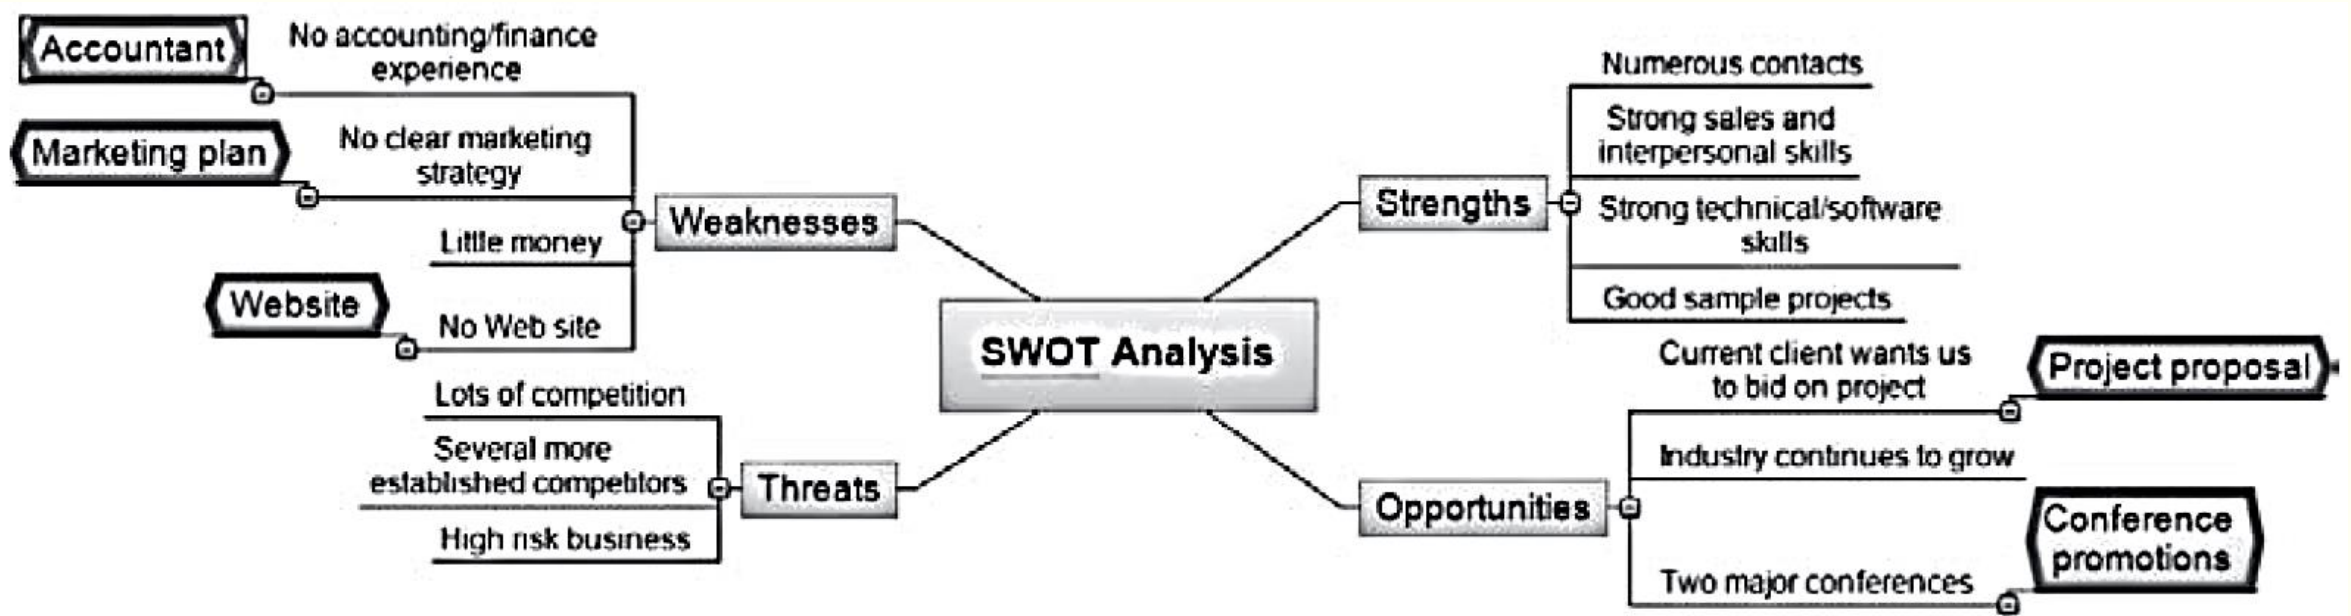 Accountant
No accounting/finance
experience
Marketing plan
No clear marketing
strategy
Little money
Website
No Web site
Weaknesses
Lots of competition
Several more
established competitors
High risk business
Threats
SWOT Analysis
Strengths
Numerous contacts
Strong sales and
interpersonal skills
Strong technical/software
skills
Good sample projects
Opportunities
Current client wants us
to bid on project
Project proposal
Industry continues to grow
Two major conferences
Conference
promotions